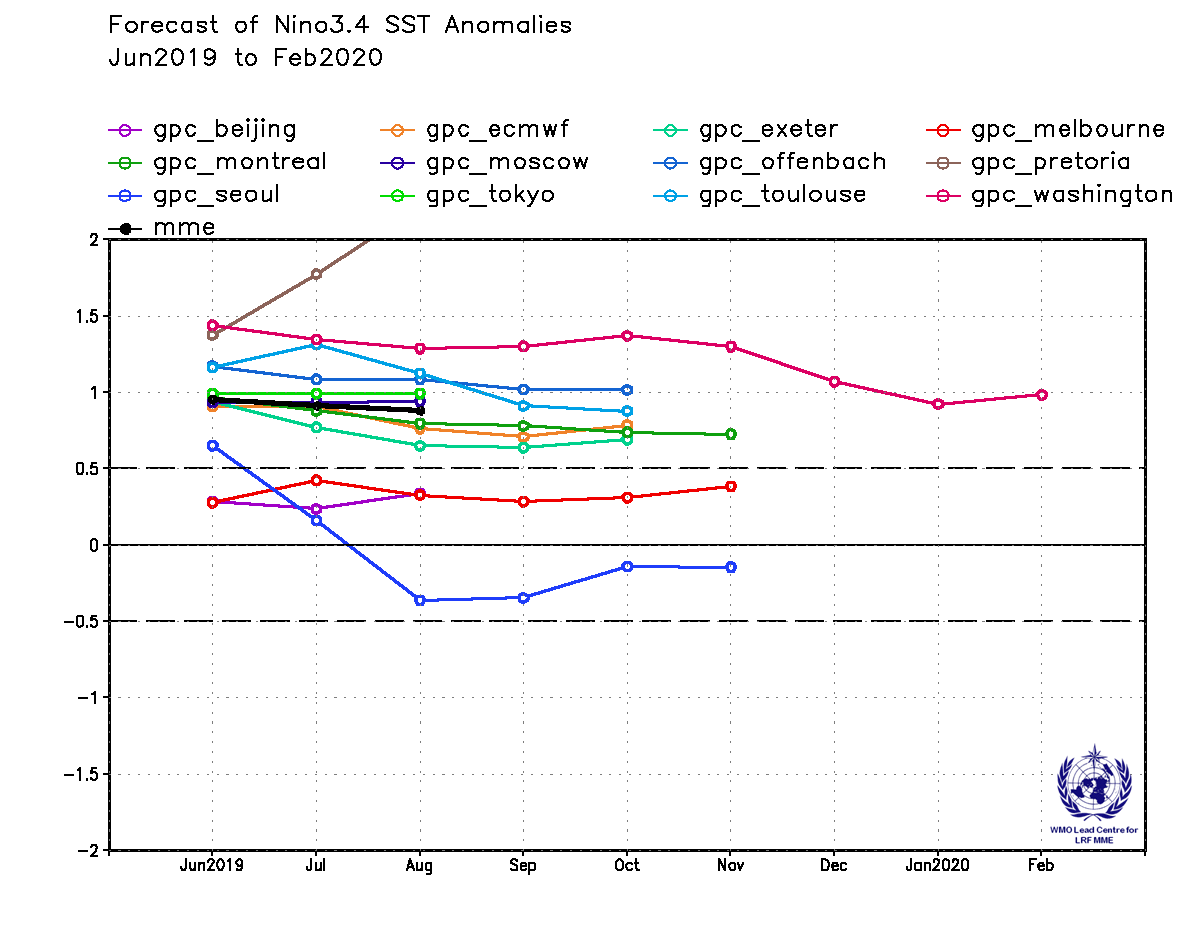 Forecast of Nino3.4 SST Anomalies
Jun2019 to Feb2020
gpc_beijing gpc_ecmwf gpc_exeter gpc_melbourne
gpc_montreal gpc_moscow gpc_offenbach gpc_pretoria
gpc_seoul gpc_tokyo gpc_toulouse gpc_washington
mme
2
1.5
1
0.5
0
-0.5
-1
-1.5
-2
WMO Lead Centre for
LRF MME
Jun2019 Jul Aug Sep Oct Nov Dec Jan2020 Feb